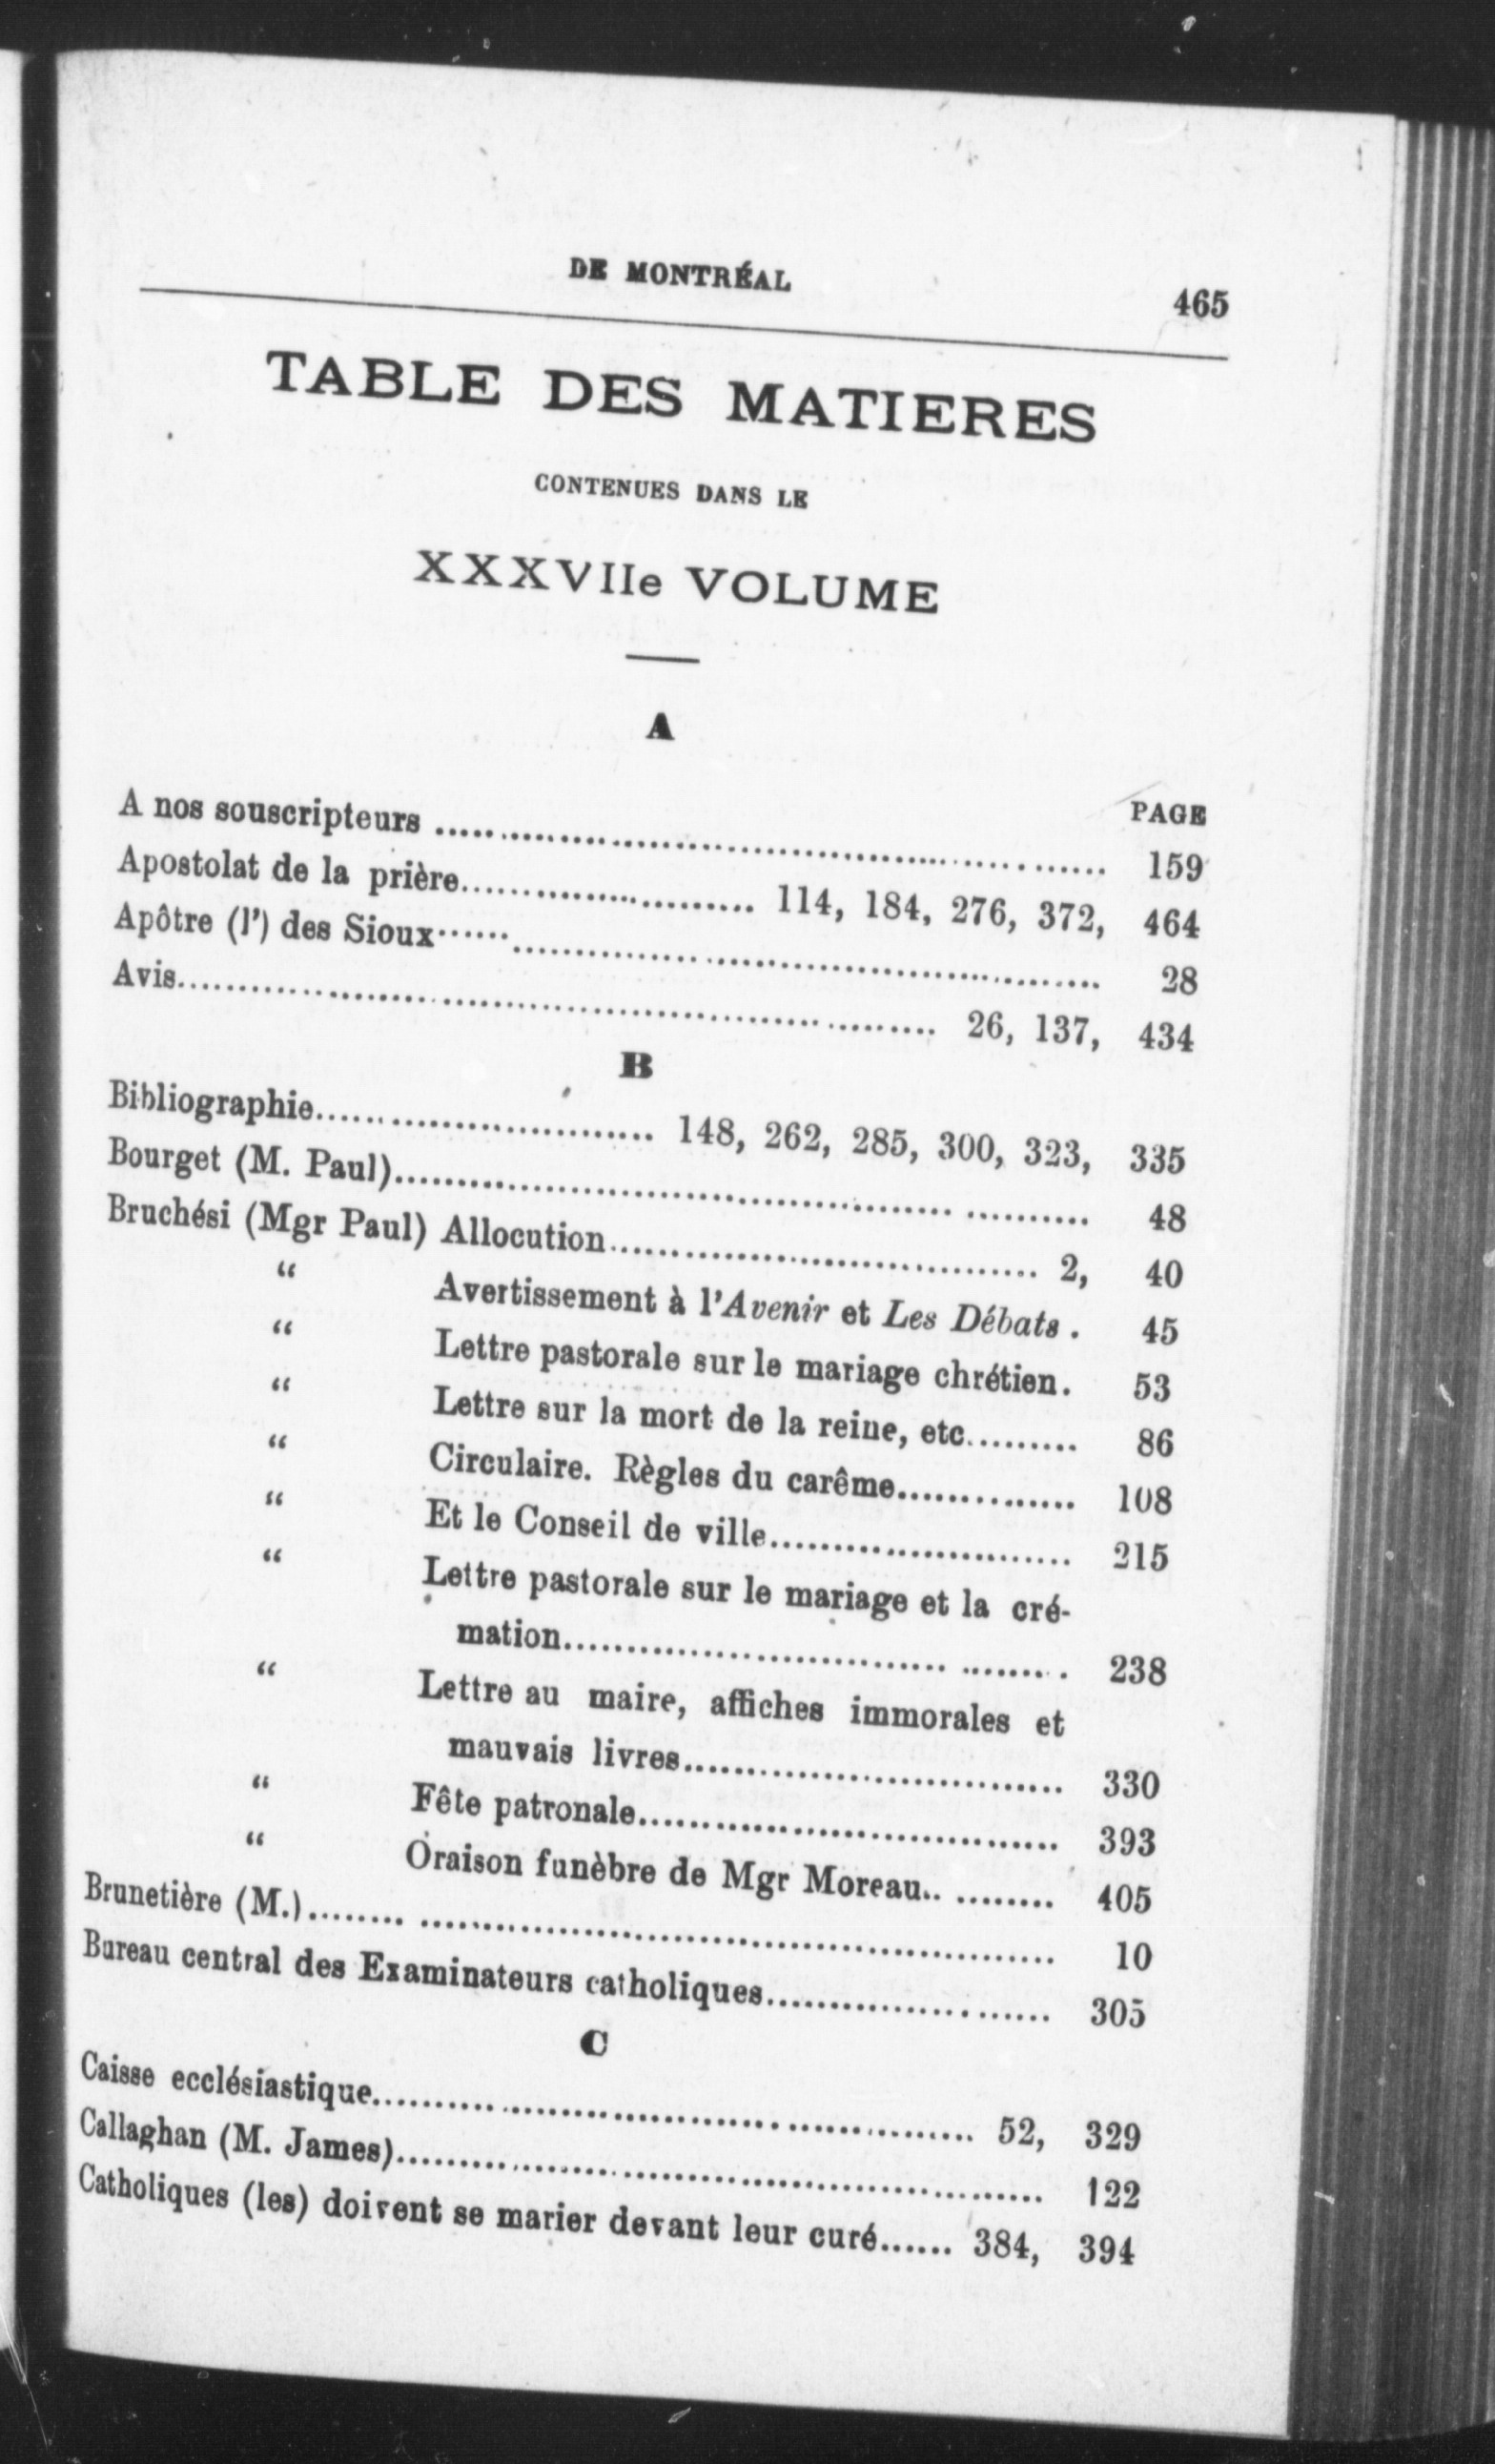 DE MONTRÉAL 465
TABLE DES MATIERES
CONTENUES DANS LE
XXXVIIe VOLUME
A
PAGE
A nos souscripteurs ........................................................ 159
Apostolat de la prière........................ 114, 184, 276, 372, 464
Apôtre (l') des Sioux........................................................ 28
Avis................................................................ 26, 137, 434
B
Bibliographie............................ 148, 262, 285, 300, 323, 335
Bourget (M. Paul)........................................................ 48
Bruchési (Mgr Paul) Allocution.................................... 2, 40
“ Avertissement à l'Avenir et Les Débats . 45
“ Lettre pastorale sur le mariage chrétien. 53
“ Lettre sur la mort de la reine, etc......... 86
“ Circulaire. Règles du carême............... 108
“ Et le Conseil de ville......................... 215
“ Lettre pastorale sur le mariage et la cré-
mation.......................................... 238
“ Lettre au maire, affiches immorales et
mauvais livres................................ 330
“ Fête patronale................................... 393
“ Oraison funèbre de Mgr Moreau.. ........ 405
Brunetière (M.)........ .................................................... 10
Bureau central des Examinateurs catholiques........................ 305
C
Caisse ecclésiastique.................................................. 52, 329
Callaghan (M. James)...................................................... 122
Catholiques (les) doivent se marier devant leur curé...... 384, 394